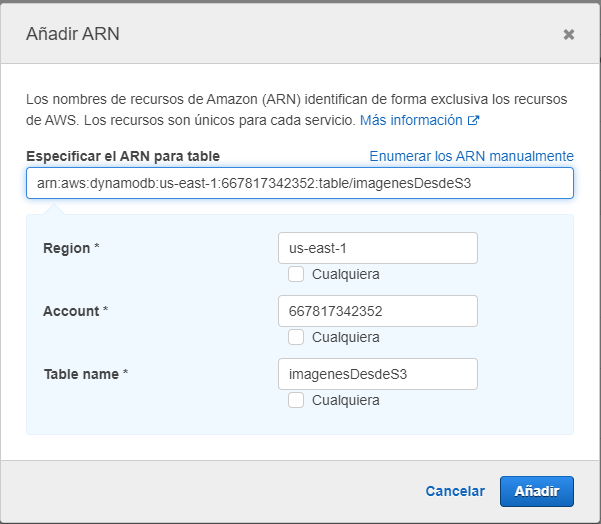 Añadir ARN
Los nombres de recursos de Amazon (ARN) identifican de forma exclusiva los recursos
de AWS. Los recursos son únicos para cada servicio. Más información
Especificar el ARN para table
Enumerar los ARN manualmente
arn:aws:dynamodb:us-east-1:667817342352:table/imagenesDesdeS3
Region * us-east-1
Cualquiera
Account * 667817342352
Cualquiera
Table name * imagenesDesdeS3
Cualquiera
Cancelar Añadir